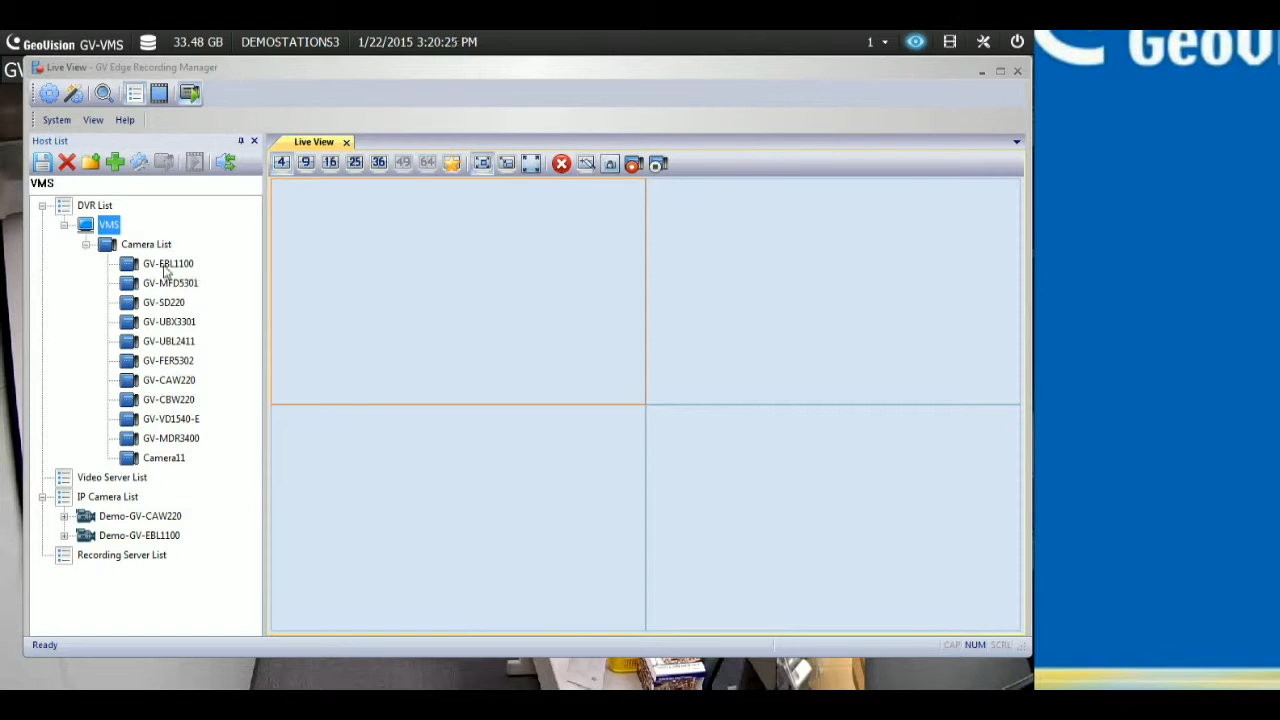 GeoVision GV-VMS 33.48 GB DEMOSTATIONS3 1/22/2015 3:20:25 PM 1
GeoVi
GV
Live View - GV Edge Recording Manager
System View Help
Host List
Live View
4 9 16 25 36 49 64
VMS
DVR List
VMS
Camera List
GV-EBL1100
GV-MFD5301
GV-SD220
GV-UBX3301
GV-UBL2411
GV-FER5302
GV-CAW220
GV-CBW220
GV-VD1540-E
GV-MDR3400
Camera11
Video Server List
IP Camera List
Demo-GV-CAW220
Demo-GV-EBL1100
Recording Server List
Ready
CAP NUM SCRL